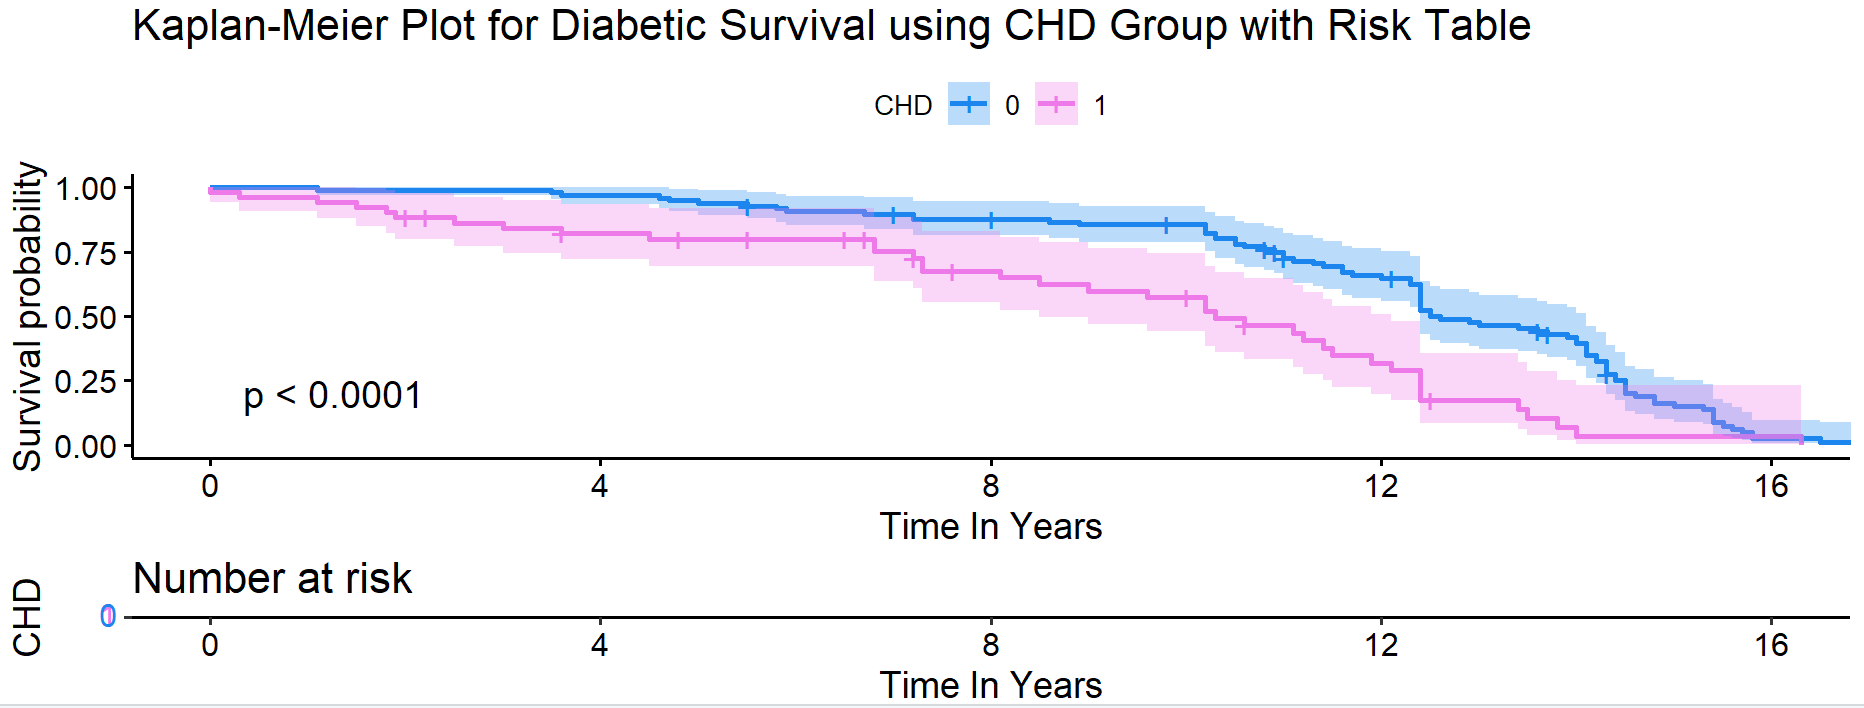 Kaplan-Meier Plot for Diabetic Survival using CHD Group with Risk Table
CHD 0 1
Survival probability
1.00
0.75
0.50
0.25
0.00
p < 0.0001
0 4 8 12 16
Time In Years
Number at risk
CHD
0
1
0 4 8 12 16
Time In Years